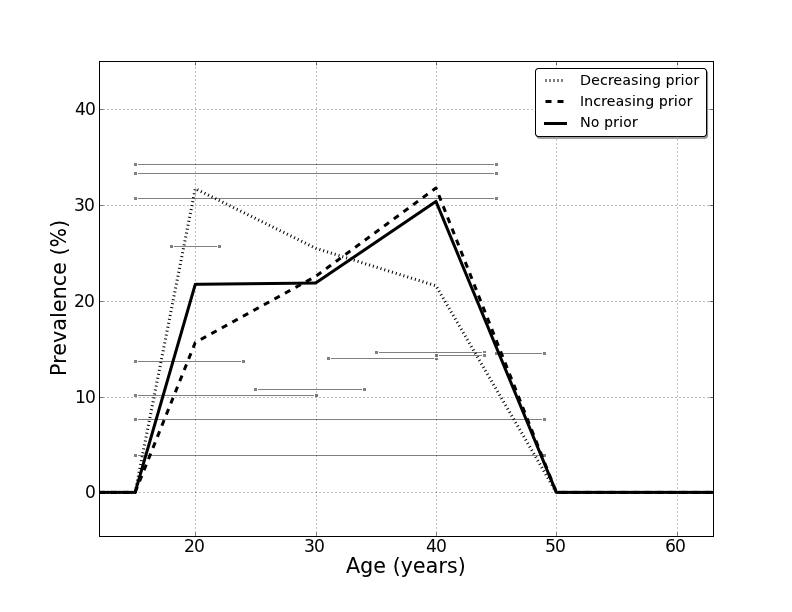 Decreasing prior
Increasing prior
No prior
40
30
20
10
0
Prevalence (%)
20 30 40 50 60
Age (years)